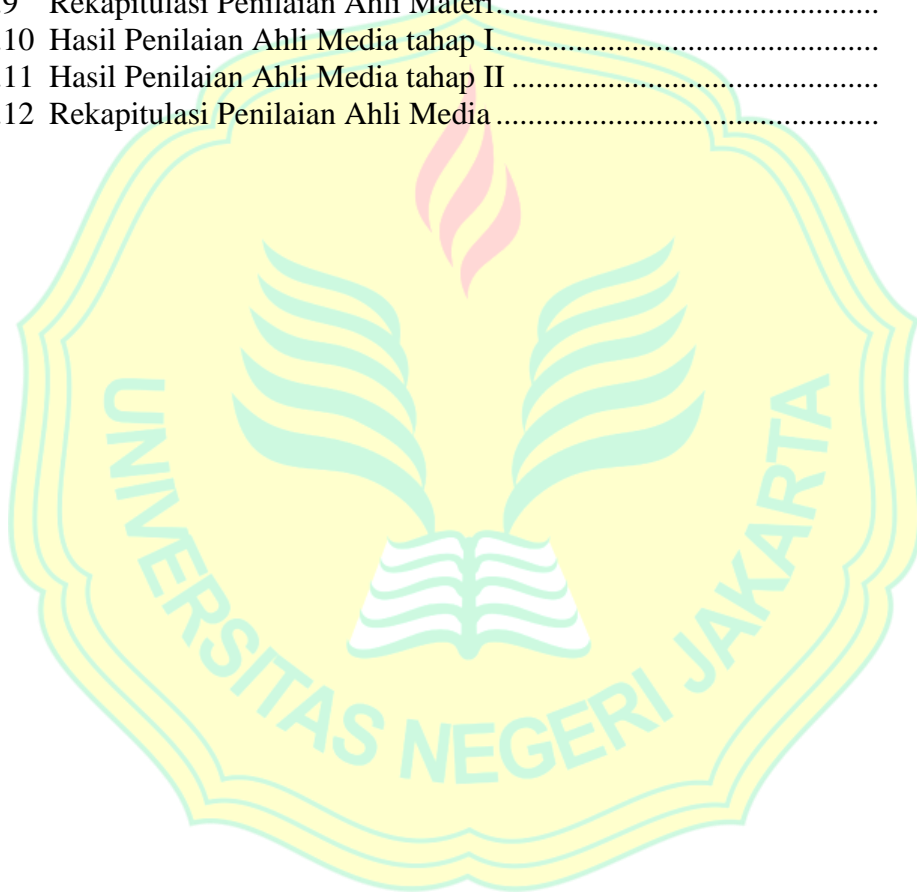 .9 Rekapitulasi Penilaian Ahli Materi................................................
.10 Hasil Penilaian Ahli Media tahap I................................................
.11 Hasil Penilaian Ahli Media tahap II ..............................................
.12 Rekapitulasi Penilaian Ahli Media ................................................
UNIVERSITAS NEGERI JAKARTA